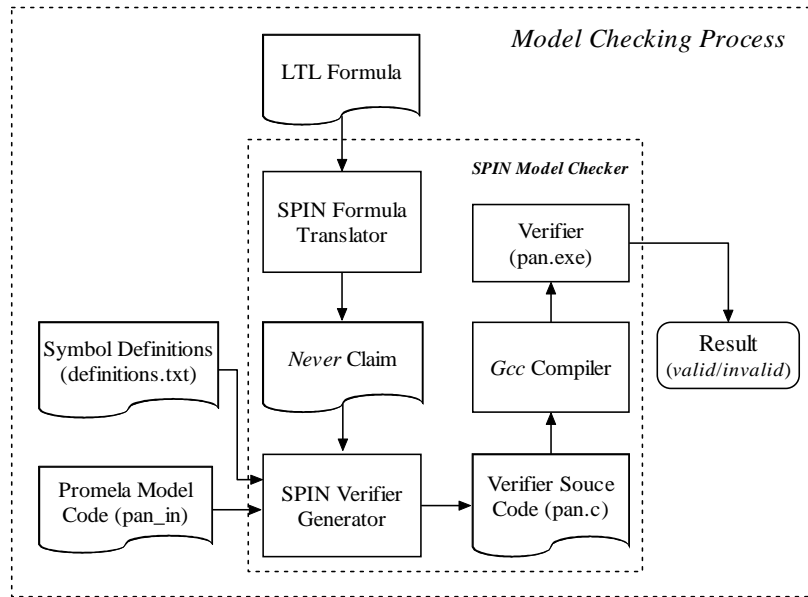 Model Checking Process
LTL Formula
SPIN Model Checker
SPIN Formula
Translator
Verifier
(pan.exe)
Symbol Definitions
(definitions.txt)
Never Claim
Gcc Compiler
Result
(valid/invalid)
Promela Model
Code (pan_in)
SPIN Verifier
Generator
Verifier Souce
Code (pan.c)